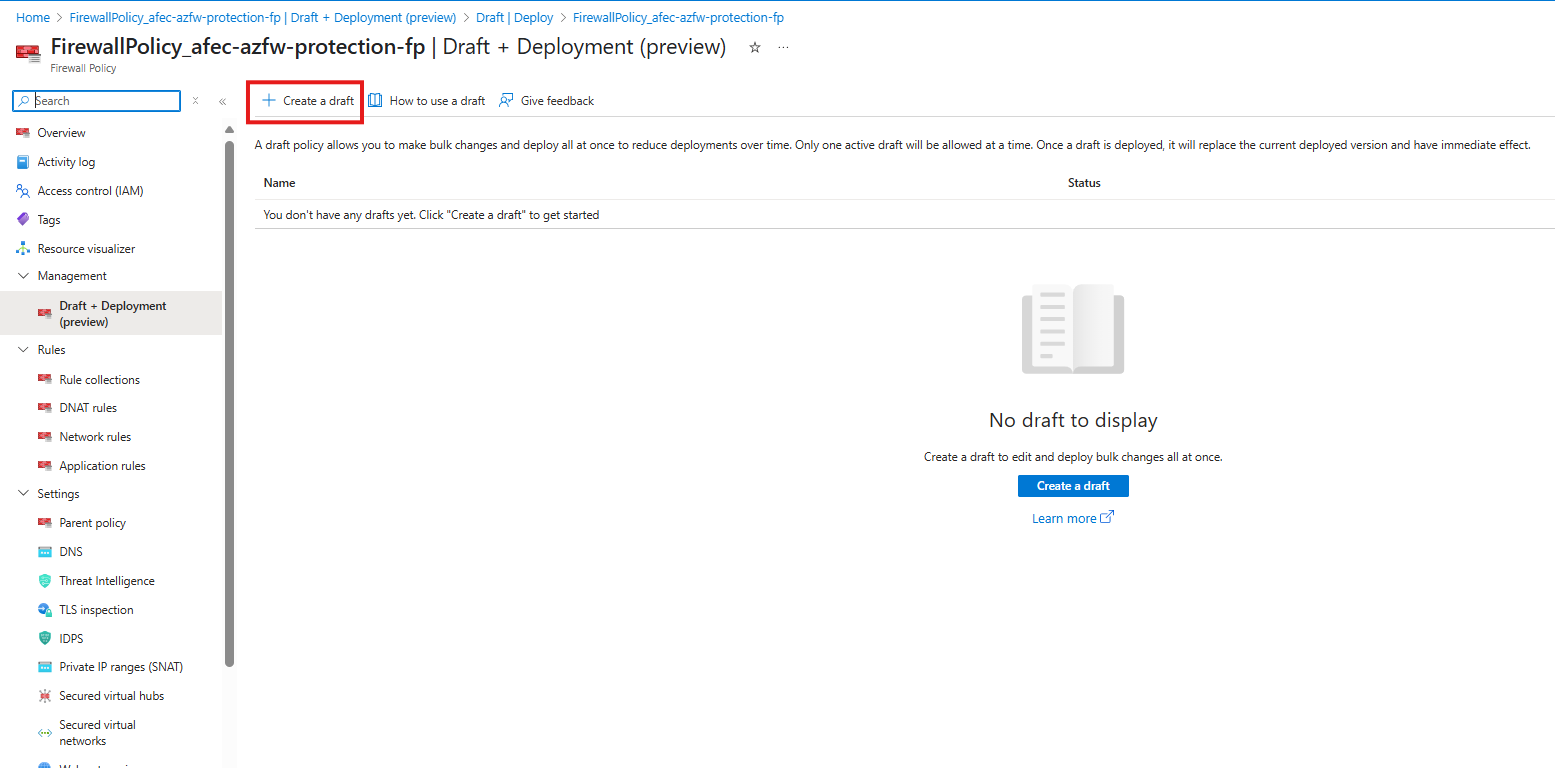 Home > FirewallPolicy_afec-azfw-protection-fp | Draft + Deployment (preview) > Draft | Deploy > FirewallPolicy_afec-azfw-protection-fp
FirewallPolicy_afec-azfw-protection-fp | Draft + Deployment (preview)
Firewall Policy
Search
Create a draft
How to use a draft
Give feedback
Overview
Activity log
Access control (IAM)
Tags
Resource visualizer
Management
Draft + Deployment
(preview)
Rules
Rule collections
DNAT rules
Network rules
Application rules
Settings
Parent policy
DNS
Threat Intelligence
TLS inspection
IDPS
Private IP ranges (SNAT)
Secured virtual hubs
Secured virtual
networks
A draft policy allows you to make bulk changes and deploy all at once to reduce deployments over time. Only one active draft will be allowed at a time. Once a draft is deployed, it will replace the current deployed version and have immediate effect.
Name Status
You don't have any drafts yet. Click "Create a draft" to get started
No draft to display
Create a draft to edit and deploy bulk changes all at once.
Create a draft
Learn more